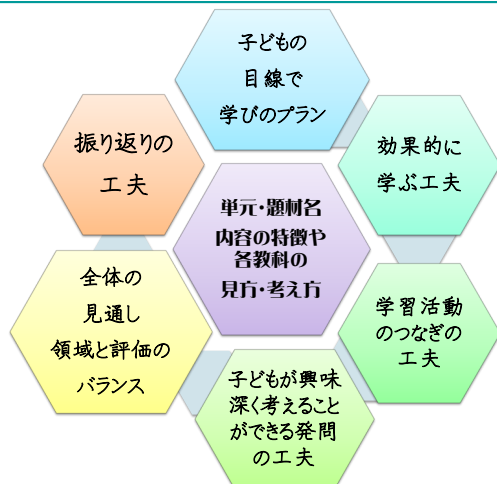 子どもの
目線で
学びのプラン
効果的に
学ぶ工夫
学習活動
のつなぎの
工夫
子どもが興味
深く考えること
ができる発問
の工夫
全体の
見通し
領域と評価の
バランス
振り返りの
工夫
単元・題材名
内容の特徴や
各教科の
見方・考え方